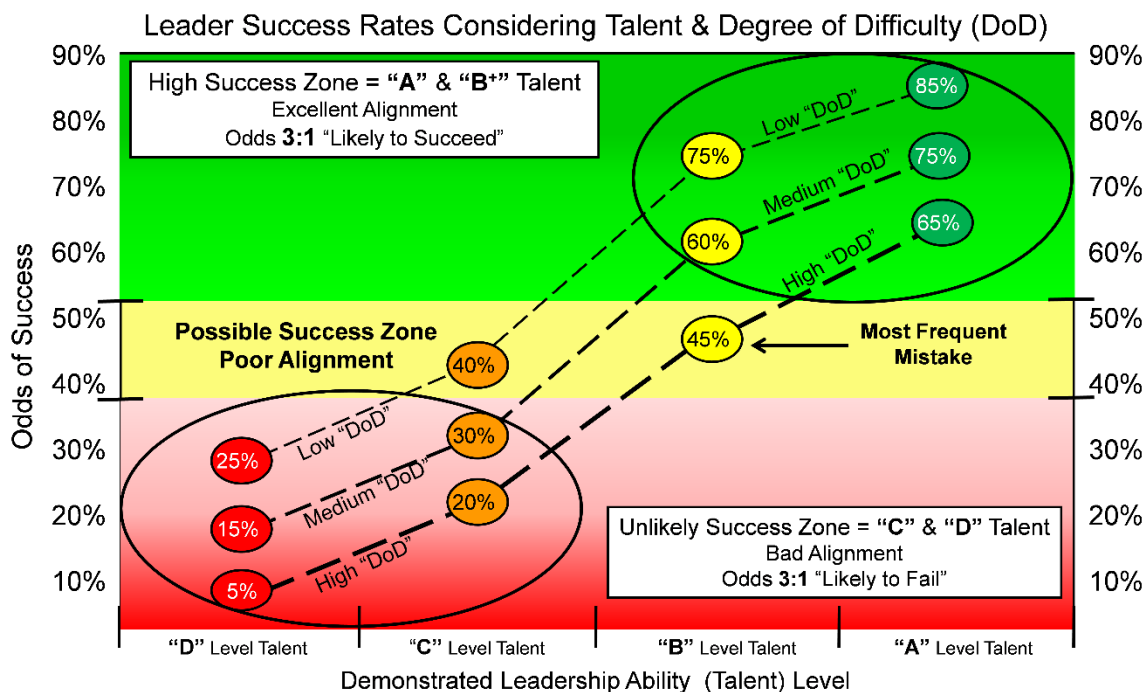 Leader Success Rates Considering Talent & Degree of Difficulty (DoD)
90%
80%
70%
60%
50%
40%
30%
20%
10%
Odds of Success
High Success Zone = “A” & “B+” Talent
Excellent Alignment
Odds 3:1 “Likely to Succeed”
Low “DoD”
85%
75%
Medium “DoD”
75%
60%
High “DoD”
65%
Possible Success Zone
Poor Alignment
45%
Most Frequent
Mistake
40%
Low “DoD”
25%
30%
Medium “DoD”
15%
20%
High “DoD”
5%
Unlikely Success Zone = “C” & “D” Talent
Bad Alignment
Odds 3:1 “Likely to Fail”
90%
80%
70%
60%
50%
40%
30%
20%
10%
“D” Level Talent
“C” Level Talent
“B” Level Talent
“A” Level Talent
Demonstrated Leadership Ability (Talent) Level